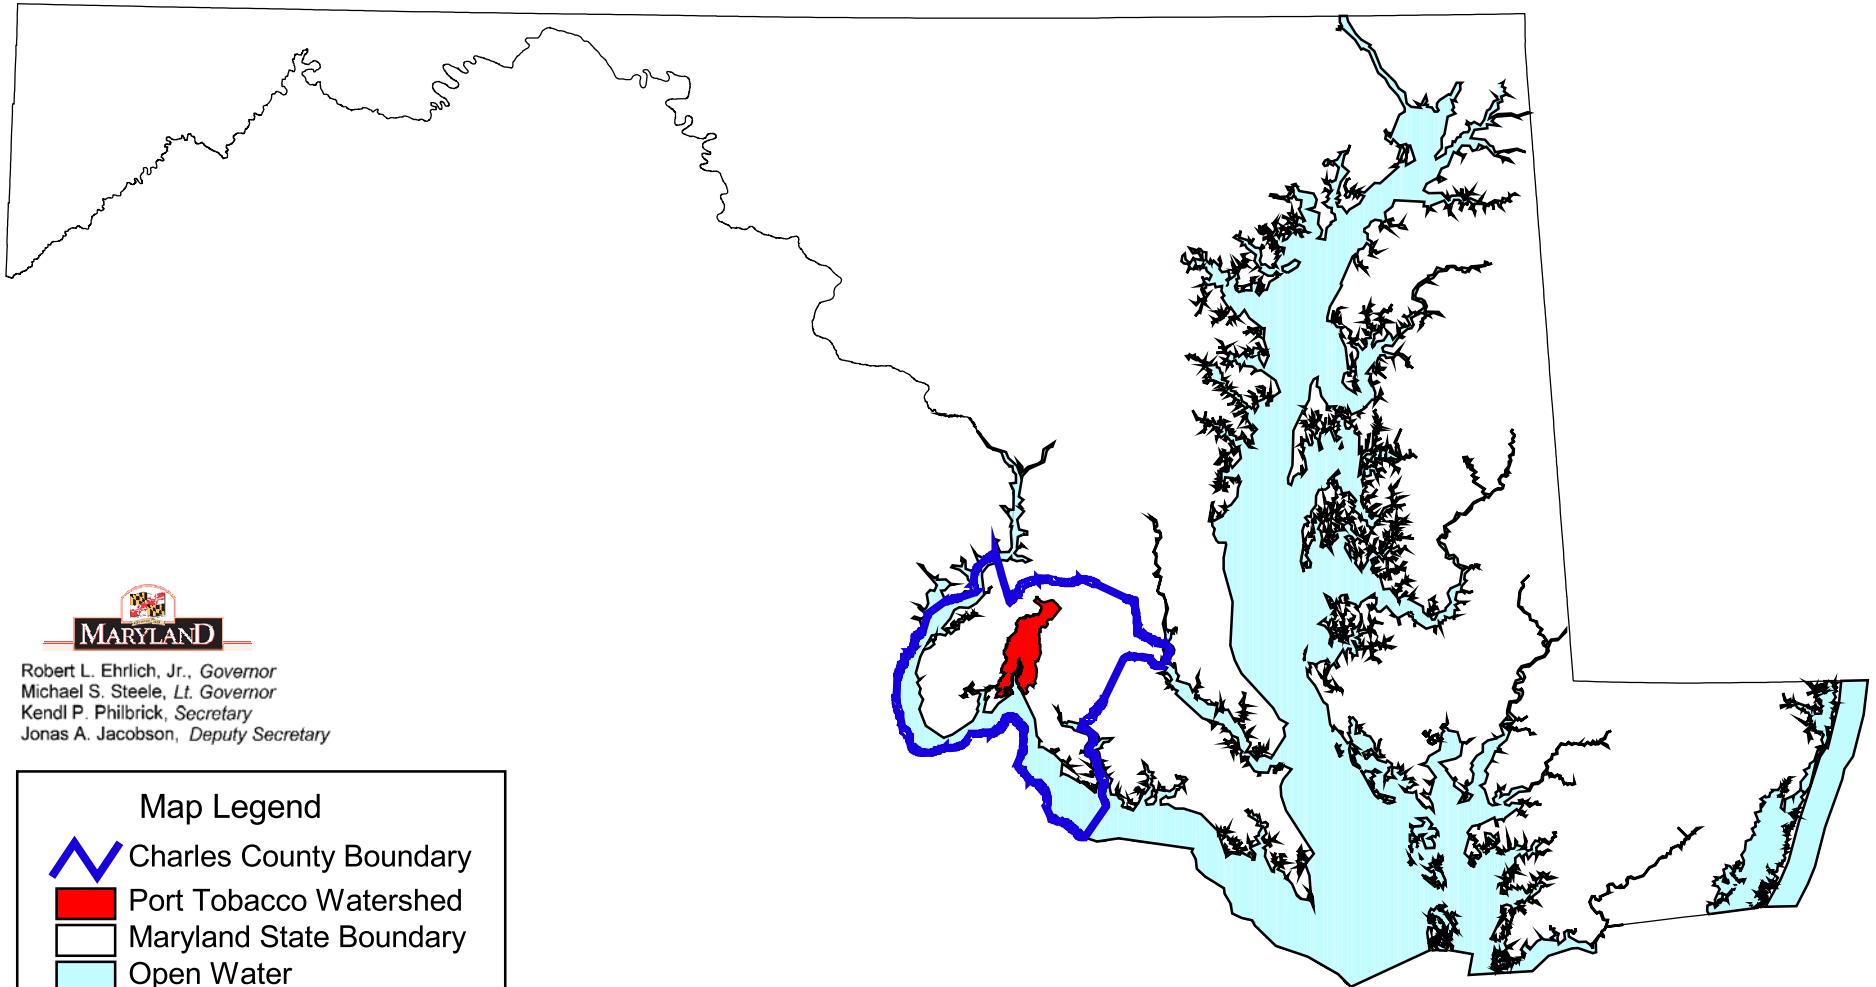 MARYLAND
Robert L. Ehrlich, Jr., Governor
Michael S. Steele, Lt. Governor
Kendl P. Philbrick, Secretary
Jonas A. Jacobson, Deputy Secretary
Map Legend
Charles County Boundary
Port Tobacco Watershed
Maryland State Boundary
Open Water